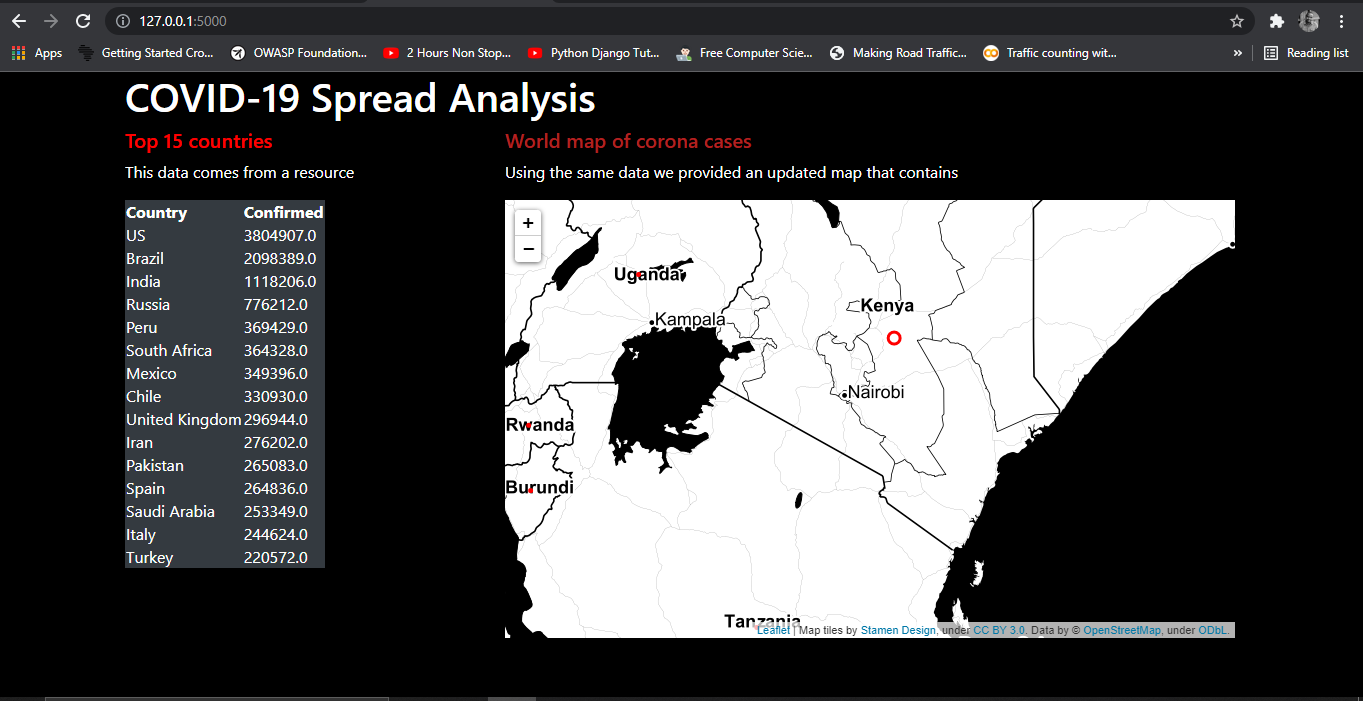 127.0.0.1:5000
Apps Getting Started Cro... OWASP Foundation... 2 Hours Non Stop... Python Django Tut... Free Computer Scie... Making Road Traffic... Traffic counting wit... » Reading list
COVID-19 Spread Analysis
Top 15 countries
This data comes from a resource
Country Confirmed
US 3804907.0
Brazil 2098389.0
India 1118206.0
Russia 776212.0
Peru 369429.0
South Africa 364328.0
Mexico 349396.0
Chile 330930.0
United Kingdom 296944.0
Iran 276202.0
Pakistan 265083.0
Spain 264836.0
Saudi Arabia 253349.0
Italy 244624.0
Turkey 220572.0
World map of corona cases
Using the same data we provided an updated map that contains
+
−
Uganda
Kenya
Kampala
Nairobi
Rwanda
Burundi
Tanzania
Leaflet | Map tiles by Stamen Design, under CC BY 3.0. Data by © OpenStreetMap, under ODbL.